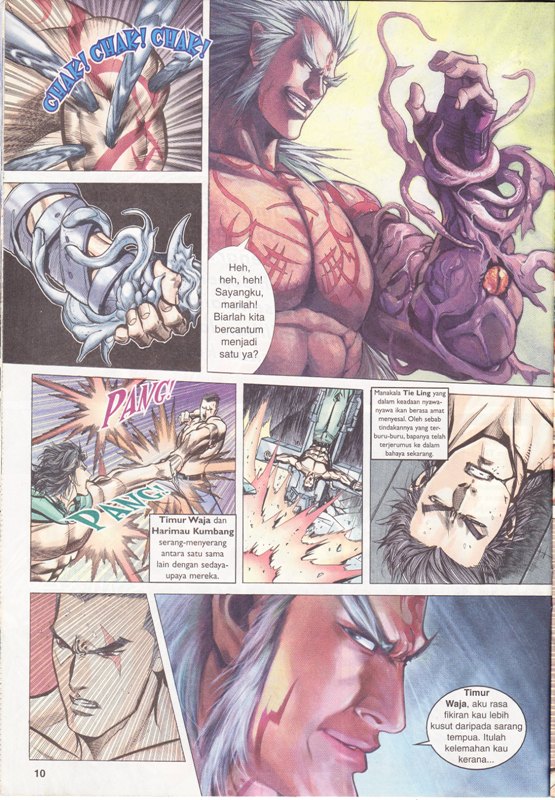 CHAK! CHAK! CHAK!
Heh,
heh, heh!
Sayangku,
marilah!
Biarlah kita
bercantum
menjadi
satu ya?
PANG!
PANG!
Timur Waja dan
Harimau Kumbang
serang-menyerang
antara satu sama
lain dengan sedaya-
upaya mereka.
Manakala Tie Ling yang
dalam keadaan nyawa-
nyawa ikan berasa amat
menyesal. Oleh sebab
tindakannya yang ter-
buru-buru, bapanya telah
terjerumus ke dalam
bahaya sekarang.
Timur
Waja, aku rasa
fikiran kau lebih
kusut daripada sarang
tempua. Itulah
kelemahan kau
kerana...
10